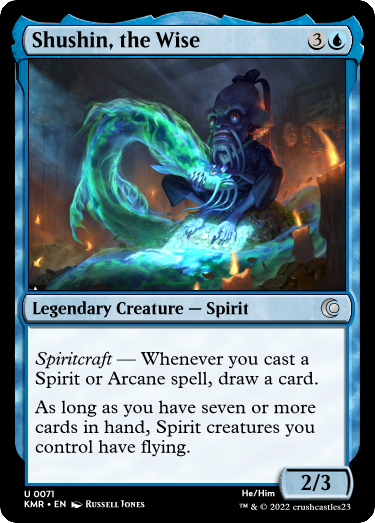 Shushin, the Wise 3
Legendary Creature — Spirit
Spiritcraft — Whenever you cast a
Spirit or Arcane spell, draw a card.
As long as you have seven or more
cards in hand, Spirit creatures you
control have flying.
2/3
U 0071 He/Him
KMR • EN Russell Jones ™ & © 2022 crushcastles23